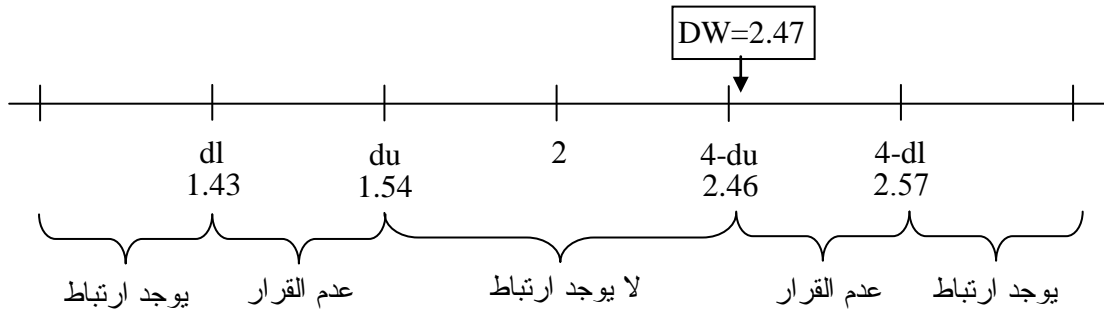 DW=2.47
dl du 2 4-du 4-dl
1.43 1.54 2.46 2.57
يوجد ارتباط عدم القرار لا يوجد ارتباط عدم القرار يوجد ارتباط